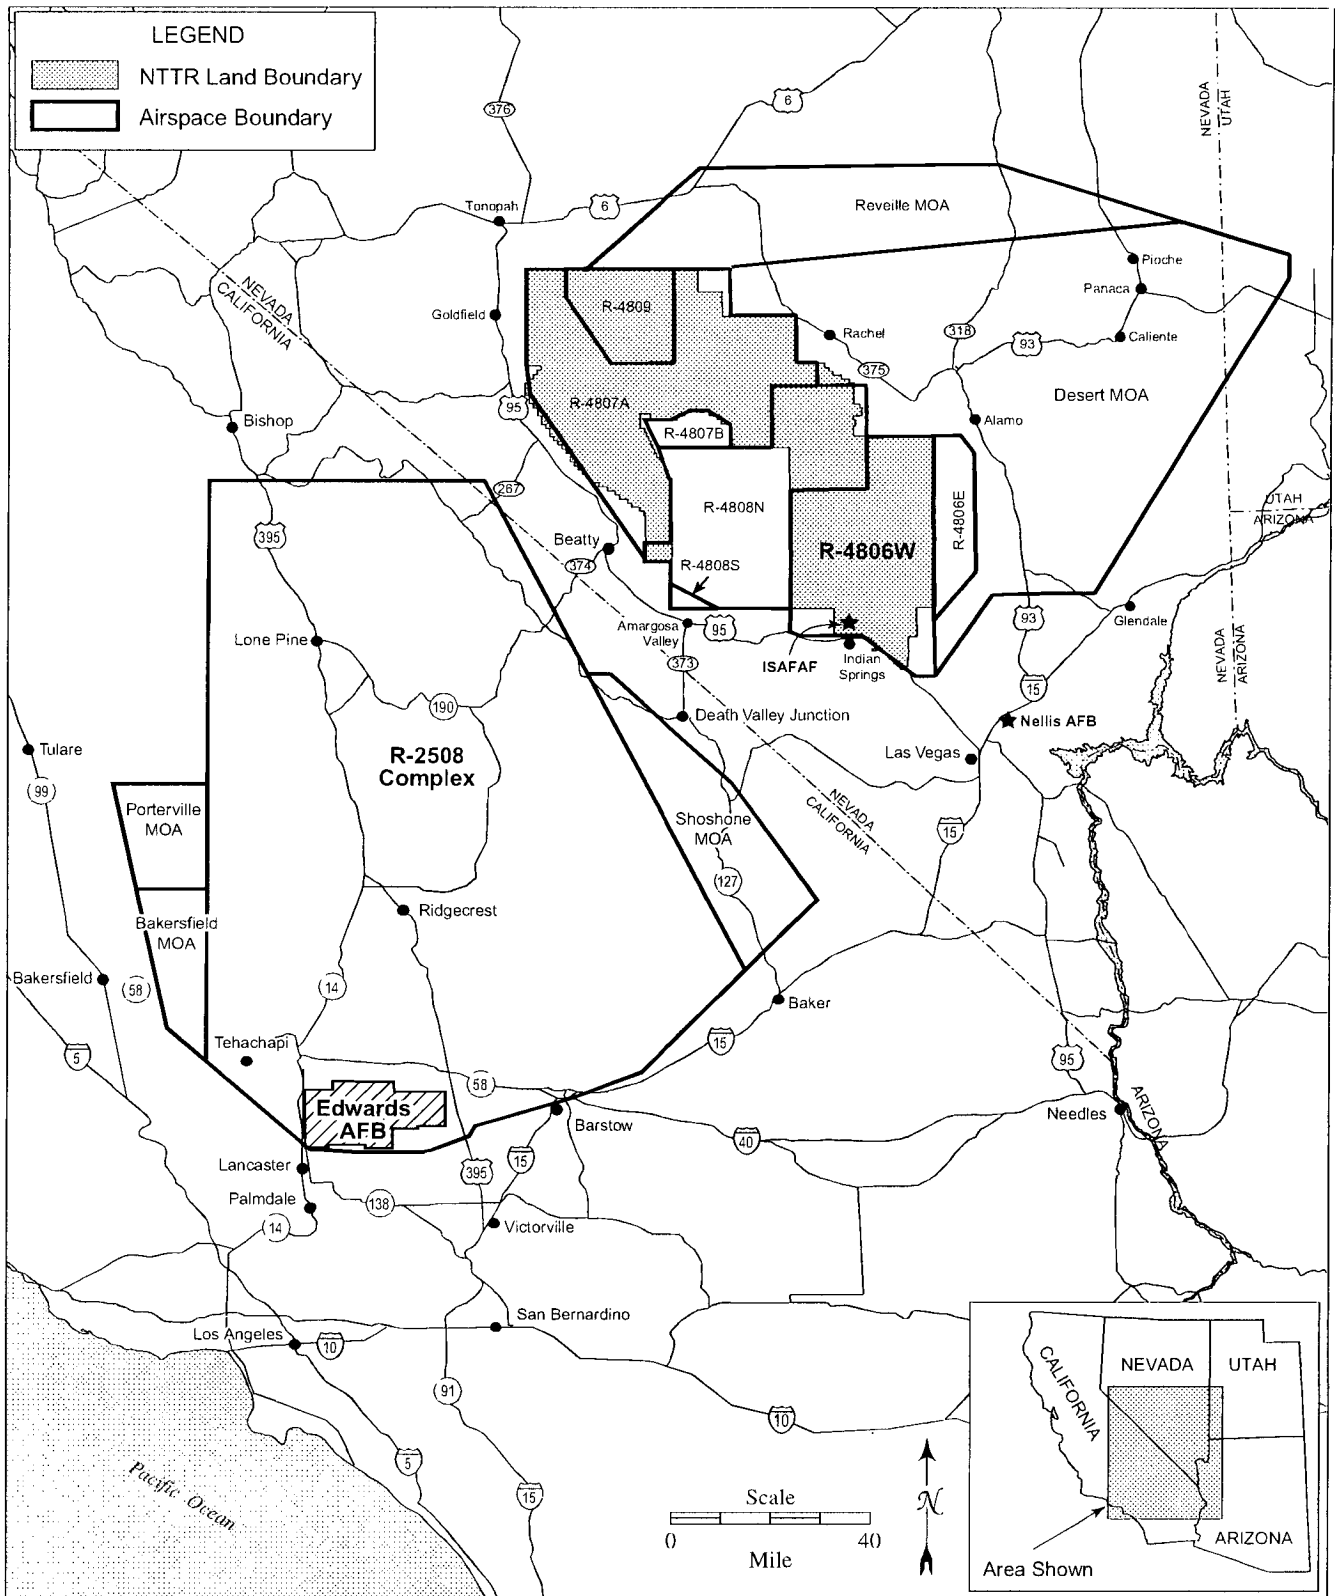 LEGEND
NTTR Land Boundary
Airspace Boundary
376
6
NEVADA
UTAH
Tonopah
6
Reveille MOA
Pioche
Panaca
NEVADA
CALIFORNIA
Goldfield
R-4809
Rachel
318
93
Caliente
375
95
R-4807A
Desert MOA
Bishop
R-4807B
Alamo
267
R-4808N
R-4806E
UTAH
ARIZONA
395
Beatty
374
R-4808S
R-4806W
Lone Pine
Amargosa
Valley
95
93
Glendale
373
ISAFAF
Indian
Springs
NEVADA
ARIZONA
15
190
Death Valley Junction
Nellis AFB
Tulare
R-2508
Complex
Las Vegas
99
Porterville
MOA
NEVADA
CALIFORNIA
Shoshone
MOA
15
127
Bakersfield
MOA
Ridgecrest
Bakersfield
58
14
Baker
Tehachapi
5
15
95
58
Edwards
AFB
Barstow
Needles
ARIZONA
40
Lancaster
395
15
Palmdale
138
14
Victorville
San Bernardino
Los Angeles
10
91
10
5
15
Pacific Ocean
Scale
0 40
Mile
N
CALIFORNIA
NEVADA
UTAH
ARIZONA
Area Shown